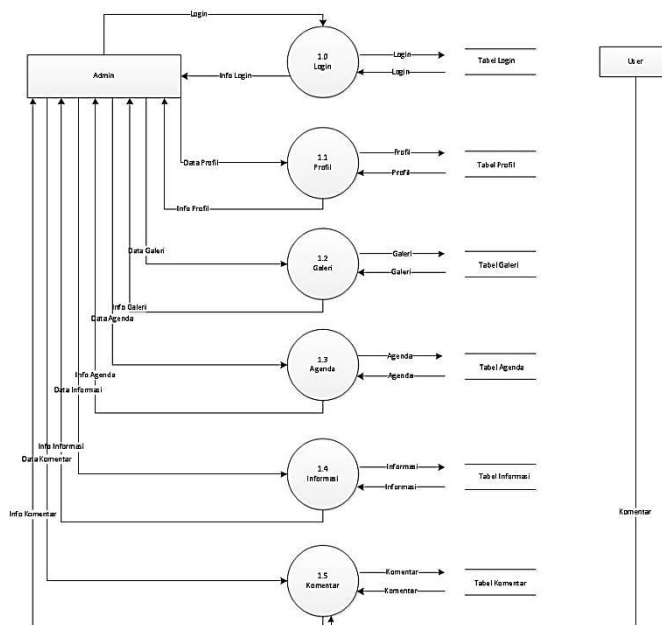 Login
1.0
Login
Login
Login
Tabel Login
Admin
Info Login
User
Data Profil
1.1
Profil
Profil
Profil
Tabel Profil
Info Profil
Data Galeri
1.2
Galeri
Galeri
Galeri
Tabel Galeri
Info Galeri
Data Agenda
1.3
Agenda
Agenda
Agenda
Tabel Agenda
Info Agenda
Data Informasi
Info Informasi
Data Komentar
1.4
Informasi
Informasi
Informasi
Tabel Informasi
Info Komentar
Komentar
1.5
Komentar
Komentar
Komentar
Tabel Komentar